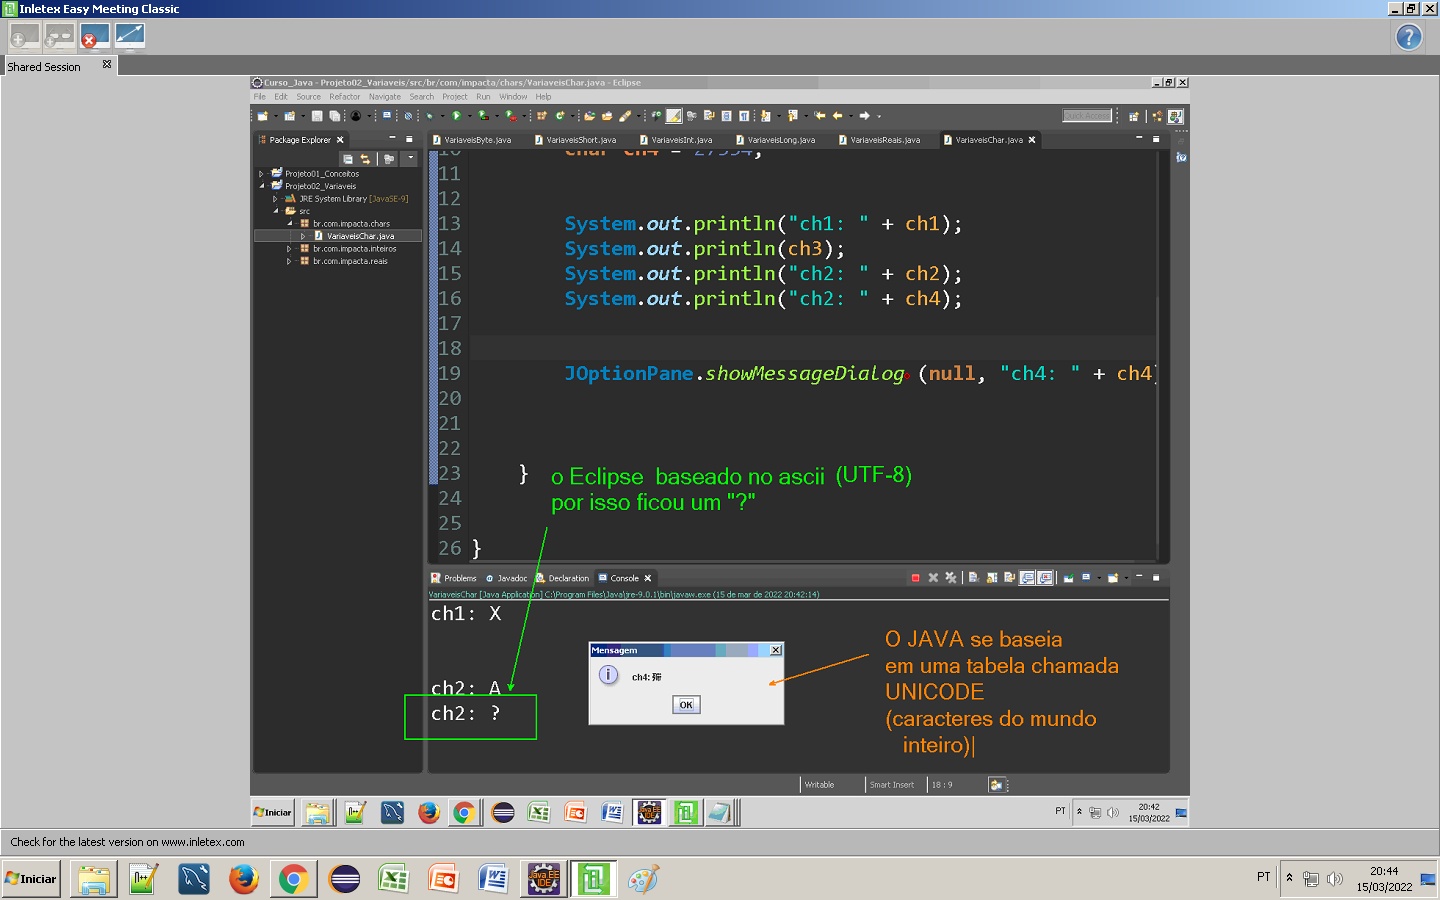 Inletex Easy Meeting Classic
Shared Session
Curso_Java - Projeto02_Variaveis/src/br/com/impacta/chars/VariaveisChar.java - Eclipse
File Edit Source Refactor Navigate Search Project Run Window Help
Quick Access
Package Explorer
VariaveisByte.java VariaveisShort.java VariaveisInt.java VariaveisLong.java VariaveisReais.java VariaveisChar.java
Projeto01_Conceitos
Projeto02_Variaveis
JRE System Library [JavaSE-9]
src
br.com.impacta.chars
VariaveisChar.java
br.com.impacta.inteiros
br.com.impacta.reais
10 char ch4 =
11
12
13 System.out.println("ch1: " + ch1);
14 System.out.println(ch3);
15 System.out.println("ch2: " + ch2);
16 System.out.println("ch2: " + ch4);
17
18
19 JOptionPane.showMessageDialog (null, "ch4: " + ch4)
20
21
22
23 }
24
25
26 }
o Eclipse baseado no ascii (UTF-8)
por isso ficou um "?"
Problems Javadoc Declaration Console
VariaveisChar [Java Application] C:\Program Files\Java\jre-9.0.1\bin\javaw.exe (15 de mar de 2022 20:42:14)
ch1: X
ch2: A
ch2: ?
Mensagem
ch4:
OK
O JAVA se baseia
em uma tabela chamada
UNICODE
(caracteres do mundo
inteiro)
Writable Smart Insert 18 : 9
Iniciar
PT
20:42
15/03/2022
Check for the latest version on www.inletex.com
Iniciar
Java EE
IDE
PT
20:44
15/03/2022